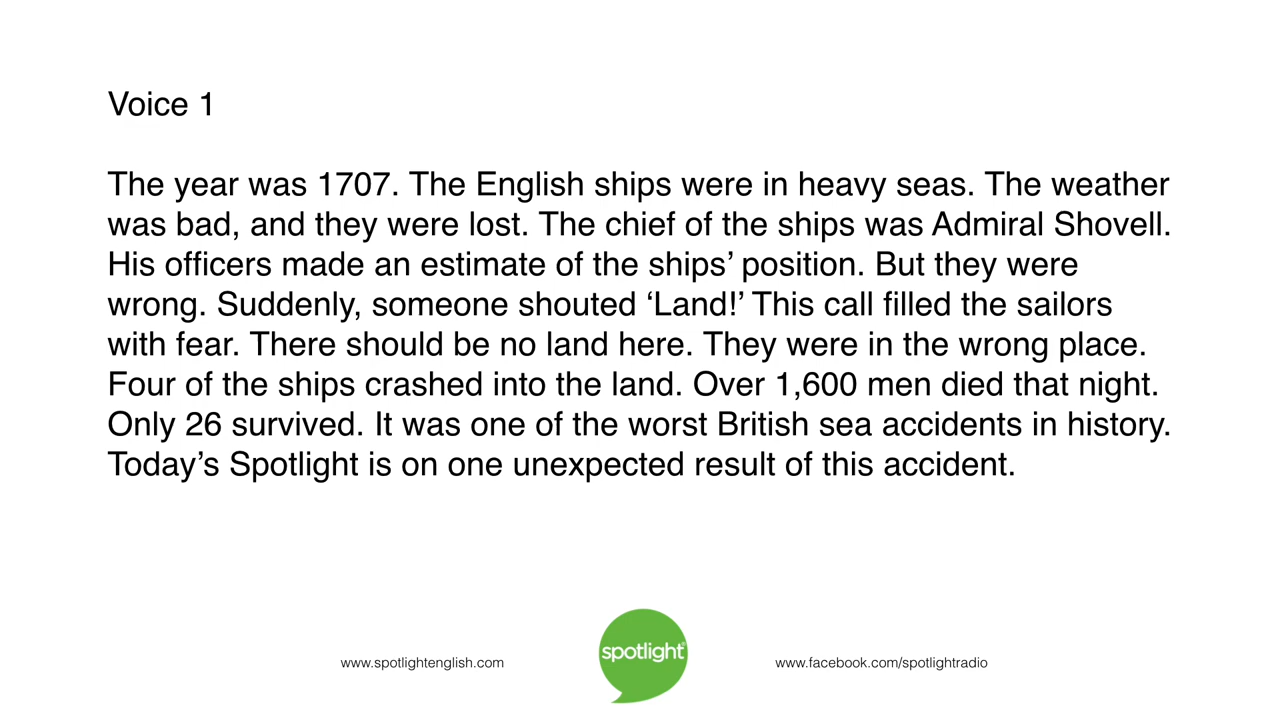 Voice 1
The year was 1707. The English ships were in heavy seas. The weather
was bad, and they were lost. The chief of the ships was Admiral Shovell.
His officers made an estimate of the ships’ position. But they were
wrong. Suddenly, someone shouted ‘Land!’ This call filled the sailors
with fear. There should be no land here. They were in the wrong place.
Four of the ships crashed into the land. Over 1,600 men died that night.
Only 26 survived. It was one of the worst British sea accidents in history.
Today’s Spotlight is on one unexpected result of this accident.
www.spotlightenglish.com
spotlight®
www.facebook.com/spotlightradio